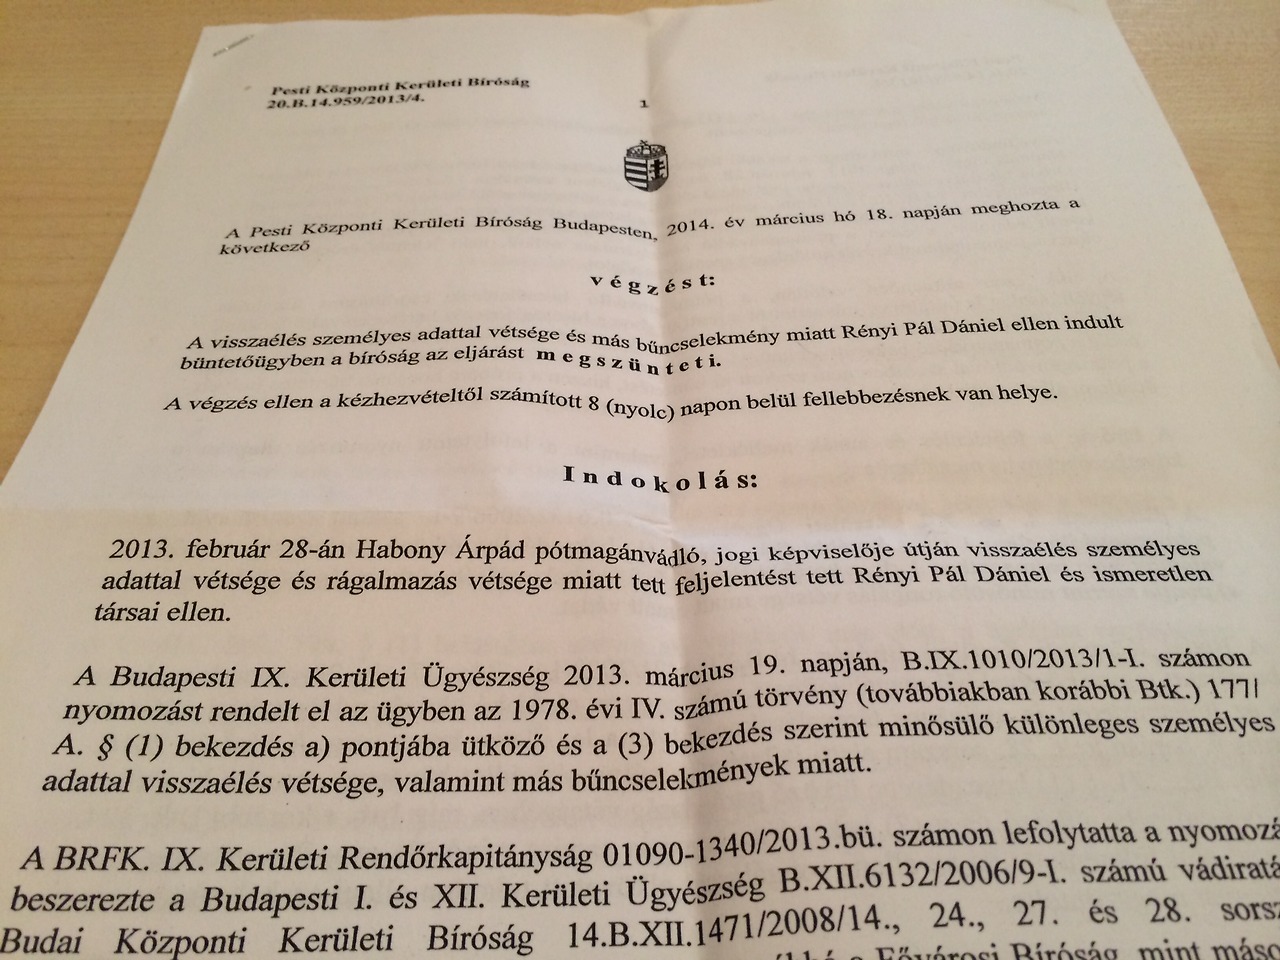 Pesti Központi Kerületi Bíróság
20.B.14.959/2013/4.
1
A Pesti Központi Kerületi Bíróság Budapesten, 2014. év március hó 18. napján meghozta a
következő
v é g z é s t:
A visszaélés személyes adattal vétsége és más bűncselekmény miatt Rényi Pál Dániel ellen indult
büntetőügyben a bíróság az eljárást m e g s z ü n t e t i.
A végzés ellen a kézhezvételtől számított 8 (nyolc) napon belül fellebbezésnek van helye.
I n d o k o l á s:
2013. február 28-án Habony Árpád pótmagánvádló, jogi képviselője útján visszaélés személyes
adattal vétsége és rágalmazás vétsége miatt tett feljelentést tett Rényi Pál Dániel és ismeretlen
társai ellen.
A Budapesti IX. Kerületi Ügyészség 2013. március 19. napján, B.IX.1010/2013/1-I. számon
nyomozást rendelt el az ügyben az 1978. évi IV. számú törvény (továbbiakban korábbi Btk.) 177/
A. § (1) bekezdés a) pontjába ütköző és a (3) bekezdés szerint minősülő különleges személyes
adattal visszaélés vétsége, valamint más bűncselekmények miatt.
A BRFK. IX. Kerületi Rendőrkapitányság 01090-1340/2013.bü. számon lefolytatta a nyomozá
beszerezte a Budapesti I. és XII. Kerületi Ügyészség B.XII.6132/2006/9-I. számú vádiratá
Budai Központi Kerületi Bíróság 14.B.XII.1471/2008/14., 24., 27. és 28. sorsz
a Fővárosi Bíróság, mint máso